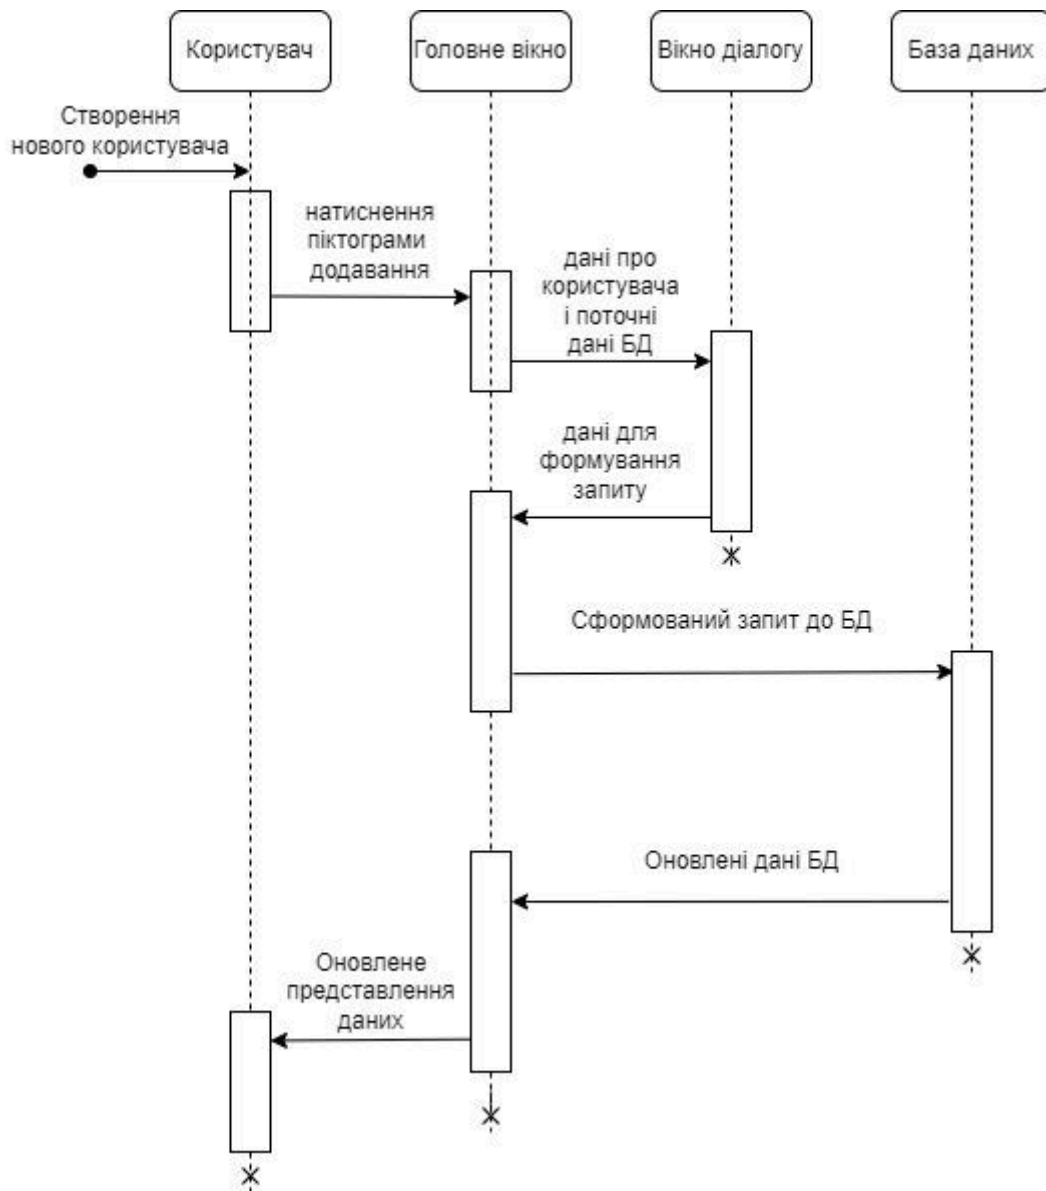 Користувач
Головне вікно
Вікно діалогу
База даних
Створення
нового користувача
натиснення
піктограми
додавання
дані про
користувача
і поточні
дані БД
дані для
формування
запиту
Сформований запит до БД
Оновлені дані БД
Оновлене
представлення
даних